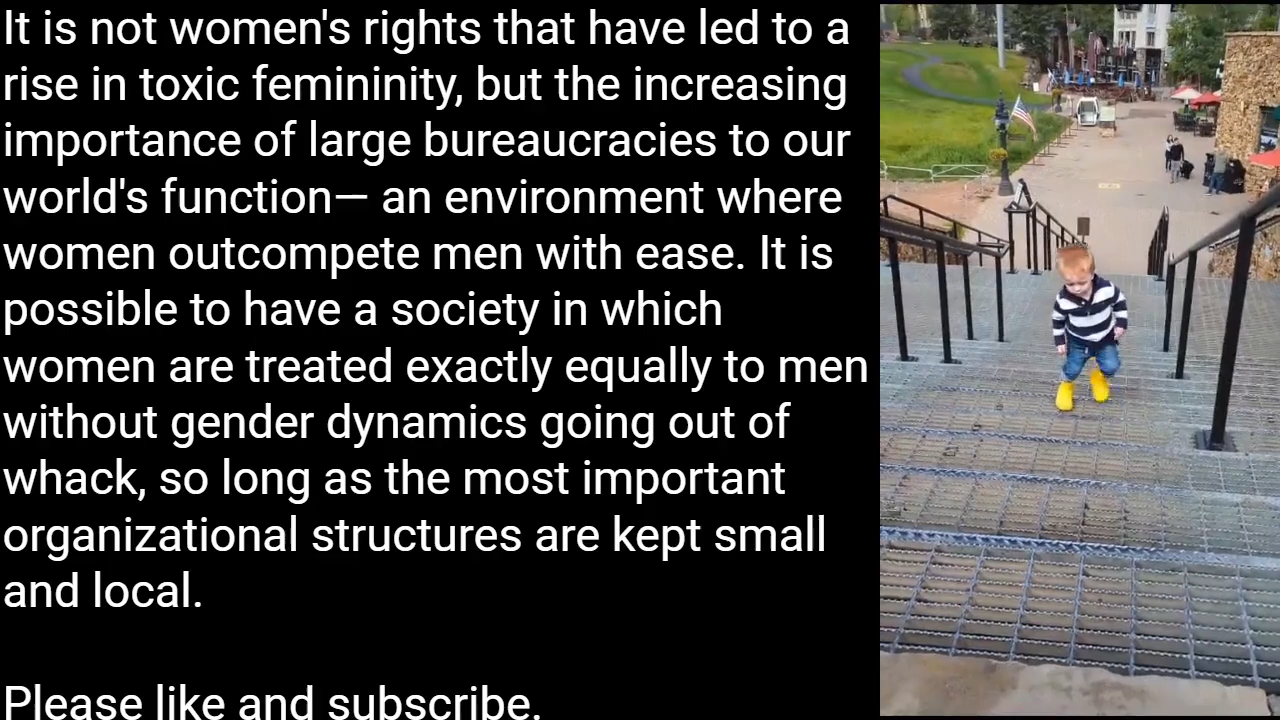 It is not women's rights that have led to a
rise in toxic femininity, but the increasing
importance of large bureaucracies to our
world's function— an environment where
women outcompete men with ease. It is
possible to have a society in which
women are treated exactly equally to men
without gender dynamics going out of
whack, so long as the most important
organizational structures are kept small
and local.
Please like and subscribe.